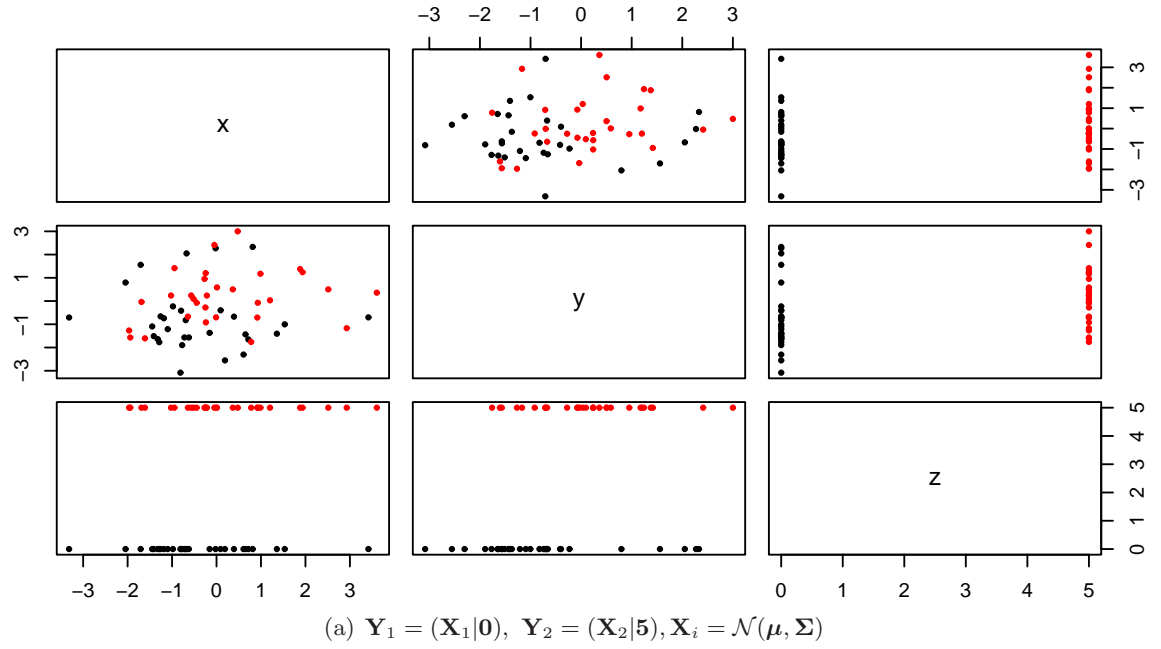 −3 −2 −1 0 1 2 3
x
−3 −1 1 3
−3 −1 1 3
y
z
0 1 2 3 4 5
−3 −2 −1 0 1 2 3
0 1 2 3 4 5
(a) Y₁ = (X₁|0), Y₂ = (X₂|5), Xᵢ = 𝒩(μ, Σ)